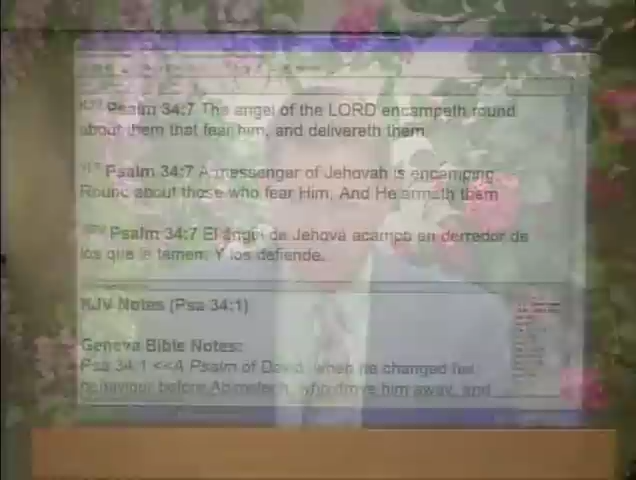 KJV Psalm 34:7 The angel of the LORD encampeth round
about them that fear him, and delivereth them
YLT Psalm 34:7 A messenger of Jehovah is encamping
Round about those who fear Him, And He armeth them
Psalm 34:7 El ángel de Jehová acampa en derredor de
los que le temen, Y los defiende.
KJV Notes (Psa 34:1)
Geneva Bible Notes:
Psa 34:1 <<A Psalm of David, when he changed his
behaviour before Abimelech, who drove him away, and